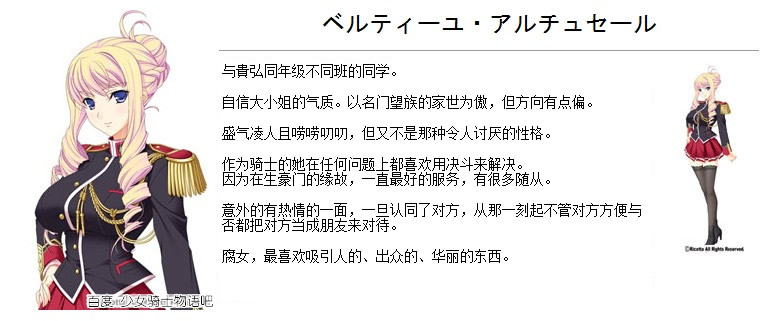 ベルティーユ・アルチュセール
与貴弘同年级不同班的同学。
自信大小姐的气质。以名门望族的家世为傲，但方向有点偏。
盛气凌人且唠唠叨叨，但又不是那种令人讨厌的性格。
作为骑士的她在任何问题上都喜欢用决斗来解决。
因为在生豪门的缘故，一直最好的服务，有很多随从。
意外的有热情的一面，一旦认同了对方，从那一刻起不管对方方便与
否都把对方当成朋友来对待。
腐女，最喜欢吸引人的、出众的、华丽的东西。
©Ricotta All Rights Reserved.
百度 少女骑士物语吧